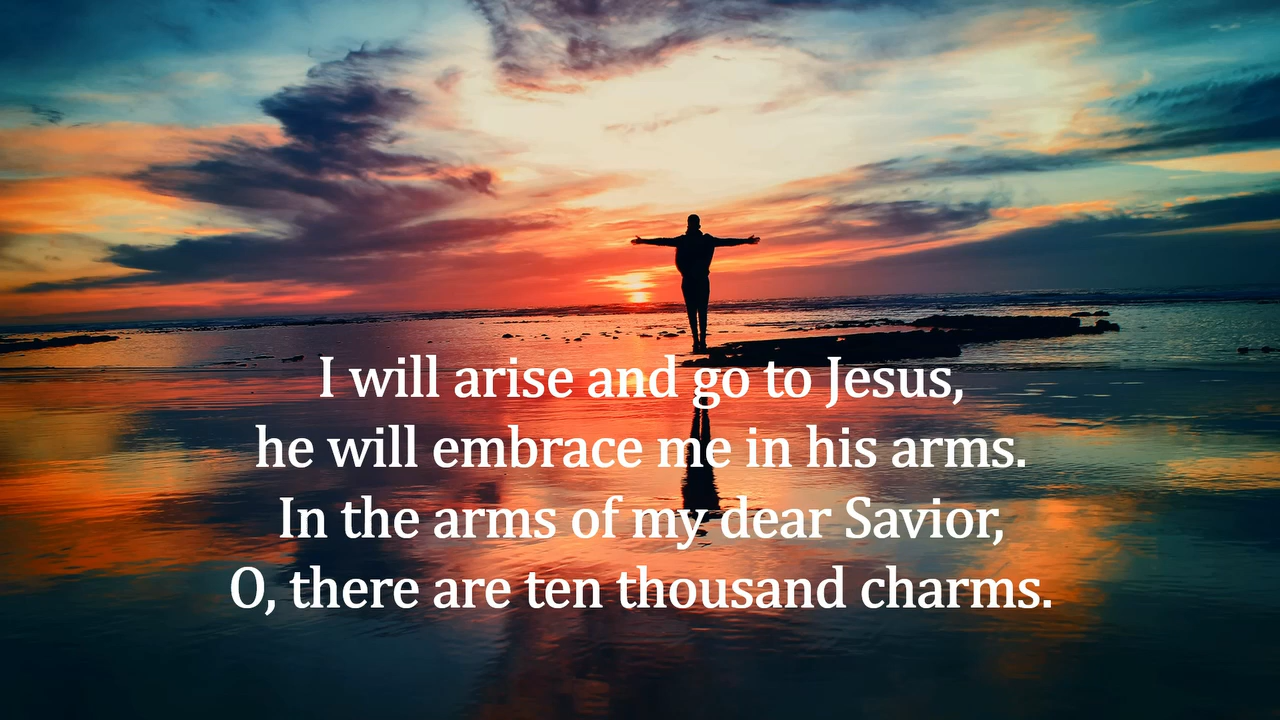 I will arise and go to Jesus,
he will embrace me in his arms.
In the arms of my dear Savior,
O, there are ten thousand charms.